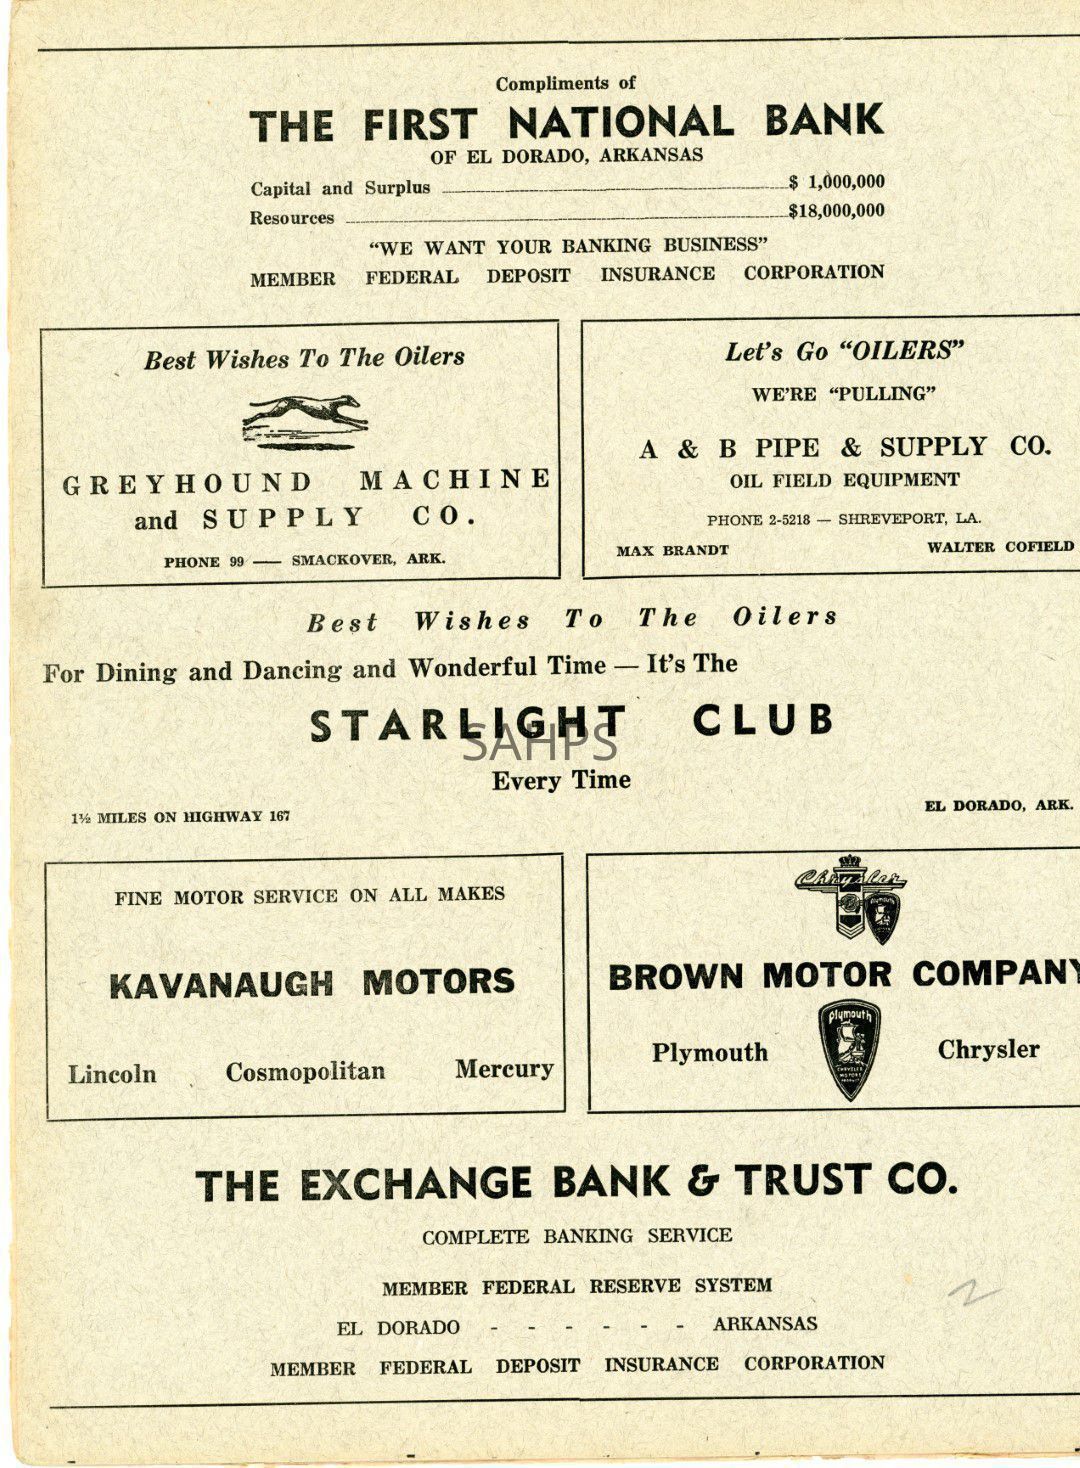 Compliments of
THE FIRST NATIONAL BANK
OF EL DORADO, ARKANSAS
Capital and Surplus $ 1,000,000
Resources $18,000,000
“WE WANT YOUR BANKING BUSINESS”
MEMBER FEDERAL DEPOSIT INSURANCE CORPORATION
Best Wishes To The Oilers
GREYHOUND MACHINE
and SUPPLY CO.
PHONE 99 — SMACKOVER, ARK.
Let's Go “OILERS”
WE'RE “PULLING”
A & B PIPE & SUPPLY CO.
OIL FIELD EQUIPMENT
PHONE 2-5218 — SHREVEPORT, LA.
MAX BRANDT WALTER COFIELD
Best Wishes To The Oilers
For Dining and Dancing and Wonderful Time — It's The
STARLIGHT CLUB
SAHPS
Every Time
1½ MILES ON HIGHWAY 167 EL DORADO, ARK.
FINE MOTOR SERVICE ON ALL MAKES
KAVANAUGH MOTORS
Lincoln Cosmopolitan Mercury
Chrysler
Plymouth
BROWN MOTOR COMPANY
Plymouth
CHRYSLER
MOTORS
PRODUCT
Plymouth Chrysler
THE EXCHANGE BANK & TRUST CO.
COMPLETE BANKING SERVICE
MEMBER FEDERAL RESERVE SYSTEM
EL DORADO - - - - - - ARKANSAS
MEMBER FEDERAL DEPOSIT INSURANCE CORPORATION
2